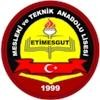 MESLEKİ ve TEKNİK ANADOLU LİSESİ
ETİMESGUT
1999